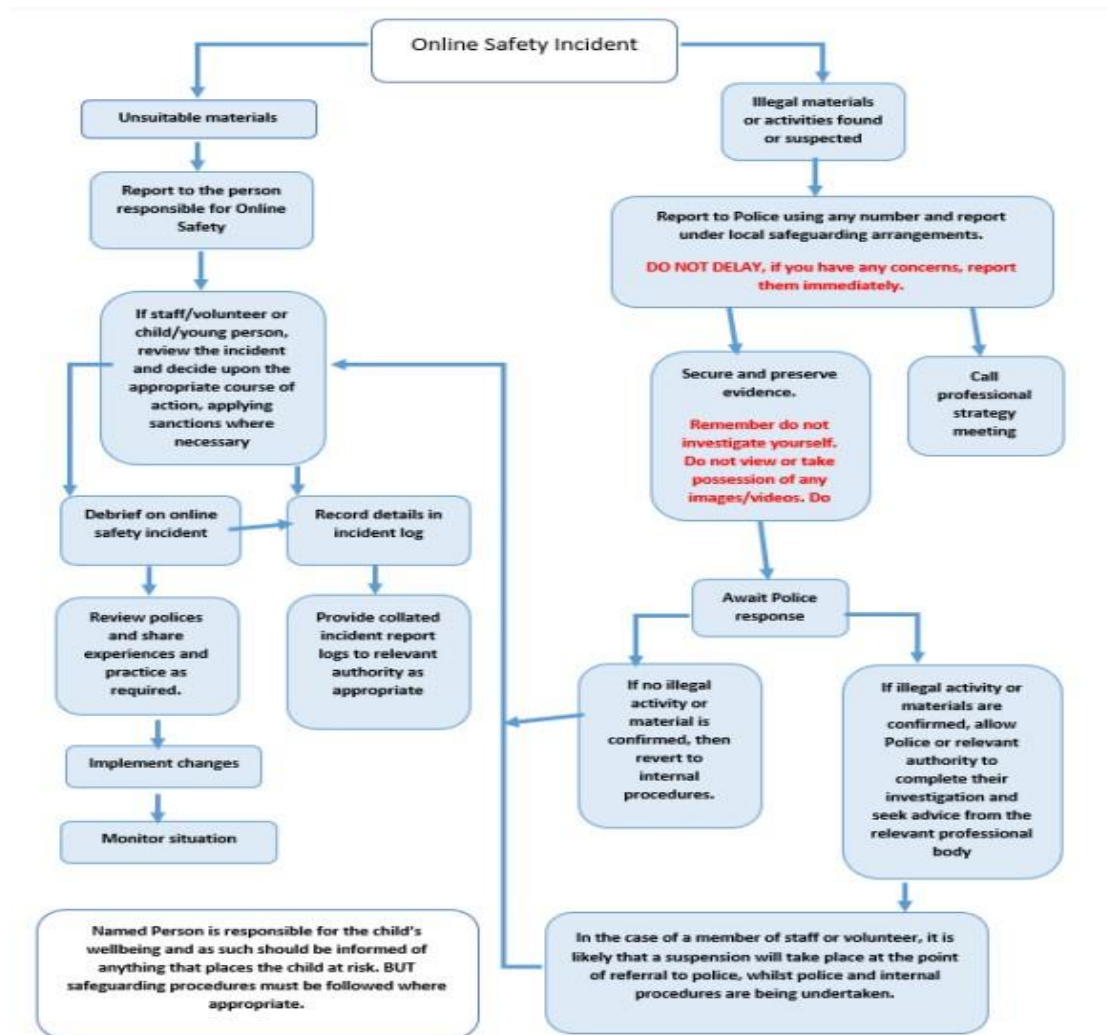 Online Safety Incident
Unsuitable materials
Report to the person
responsible for Online
Safety
If staff/volunteer or
child/young person,
review the incident
and decide upon the
appropriate course of
action, applying
sanctions where
necessary
Debrief on online
safety incident
Record details in
incident log
Review polices
and share
experiences and
practice as
required.
Provide collated
incident report
logs to relevant
authority as
appropriate
Implement changes
Monitor situation
Illegal materials
or activities found
or suspected
Report to Police using any number and report
under local safeguarding arrangements.
DO NOT DELAY, if you have any concerns, report
them immediately.
Secure and preserve
evidence.
Remember do not
investigate yourself.
Do not view or take
possession of any
images/videos. Do
Call
professional
strategy
meeting
Await Police
response
If no illegal
activity or
material is
confirmed, then
revert to
internal
procedures.
If illegal activity or
materials are
confirmed, allow
Police or relevant
authority to
complete their
investigation and
seek advice from the
relevant professional
body
In the case of a member of staff or volunteer, it is
likely that a suspension will take place at the point
of referral to police, whilst police and internal
procedures are being undertaken.
Named Person is responsible for the child's
wellbeing and as such should be informed of
anything that places the child at risk. BUT
safeguarding procedures must be followed where
appropriate.